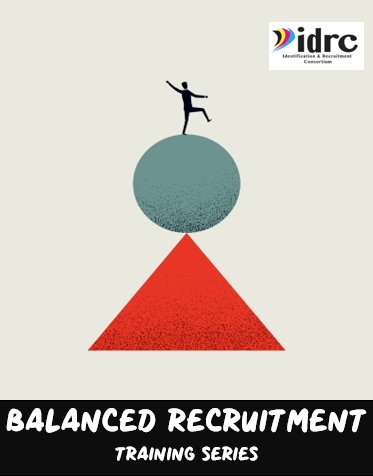 idrc
Identification & Recruitment
Consortium
BALANCED RECRUITMENT
TRAINING SERIES